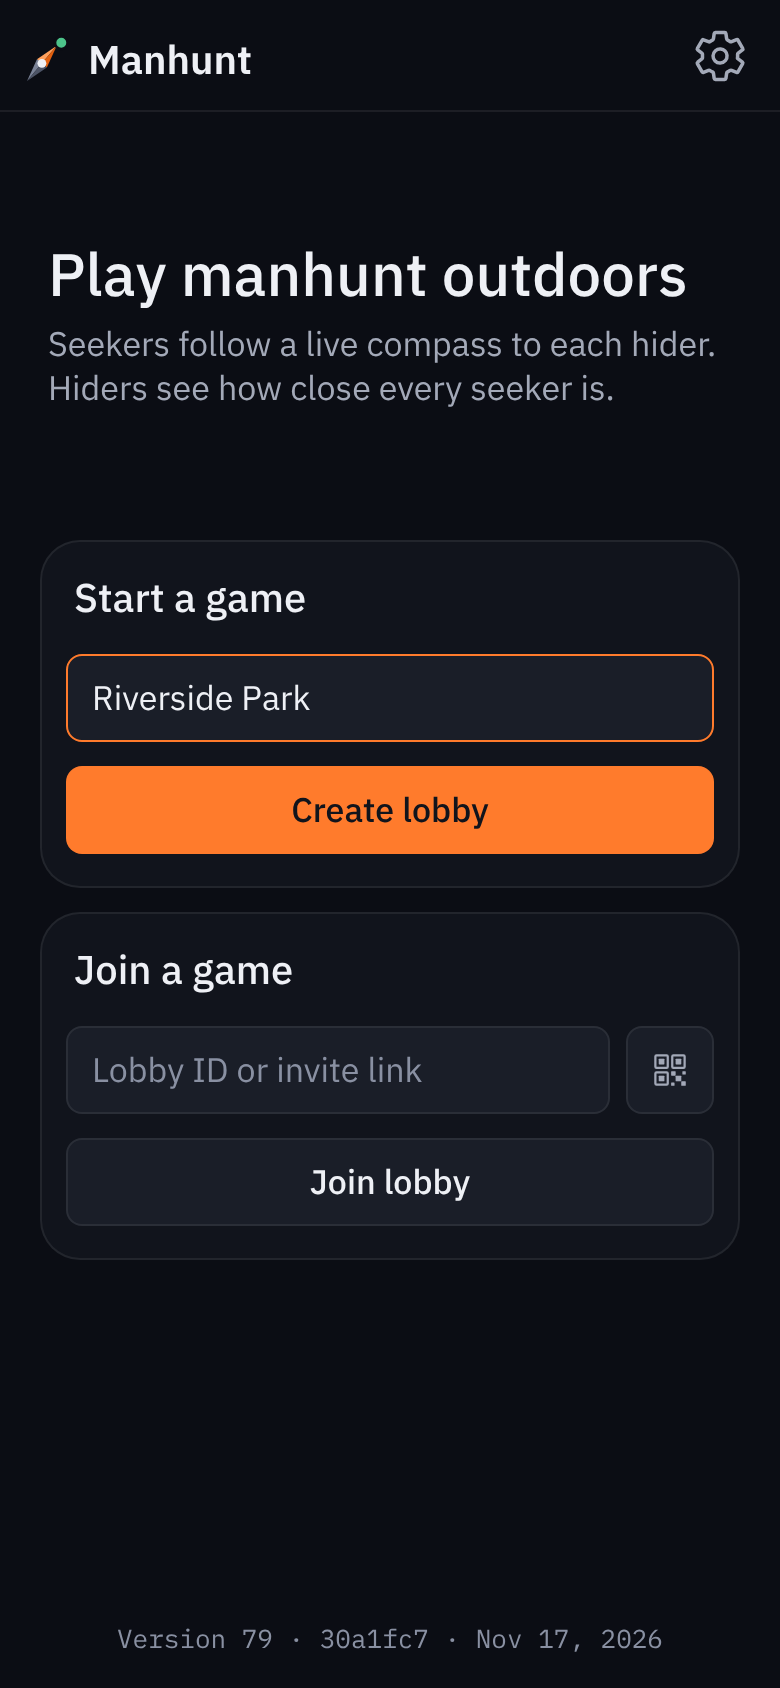 Manhunt
Play manhunt outdoors
Seekers follow a live compass to each hider.
Hiders see how close every seeker is.
Start a game
Riverside Park
Create lobby
Join a game
Lobby ID or invite link
Join lobby
Version 79 · 30a1fc7 · Nov 17, 2026